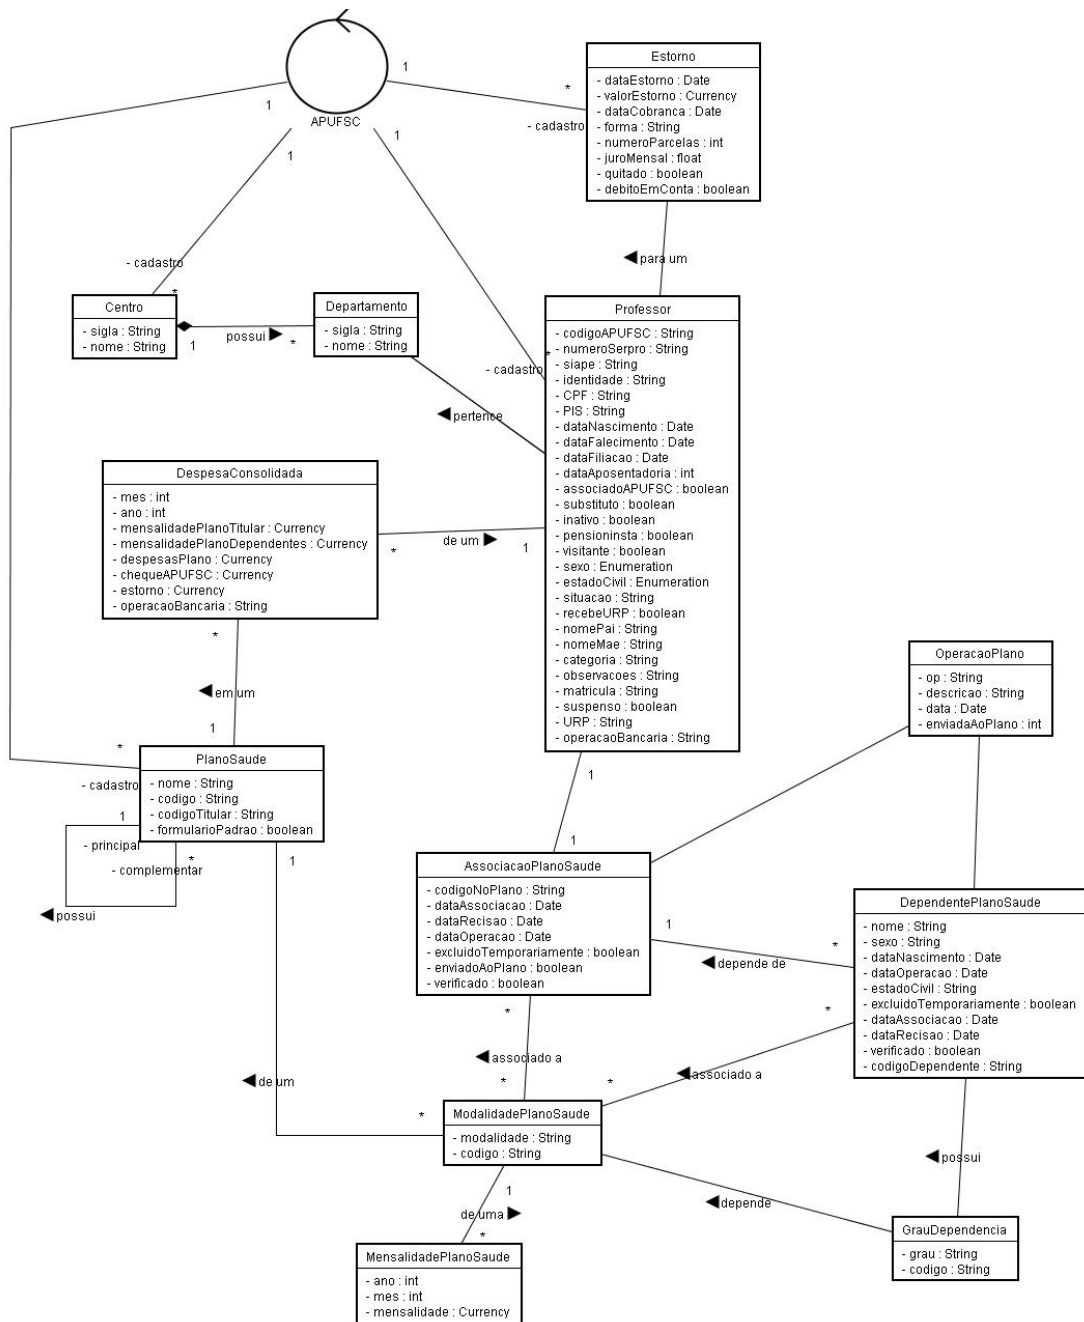 APUFSC
1
1
1
1
*
- cadastro
Estorno
- dataEstorno : Date
- valorEstorno : Currency
- dataCobranca : Date
- forma : String
- numeroParcelas : int
- juroMensal : float
- quitado : boolean
- debitoEmConta : boolean
para um
- cadastro
*
Centro
- sigla : String
- nome : String
1
possui
*
Departamento
- sigla : String
- nome : String
- cadastro
*
pertence
Professor
- codigoAPUFSC : String
- numeroSerpro : String
- siape : String
- identidade : String
- CPF : String
- PIS : String
- dataNascimento : Date
- dataFalecimento : Date
- dataFiliacao : Date
- dataAposentadoria : int
- associadoAPUFSC : boolean
- substituto : boolean
- inativo : boolean
- pensioninsta : boolean
- visitante : boolean
- sexo : Enumeration
- estadoCivil : Enumeration
- situacao : String
- recebeURP : boolean
- nomePai : String
- nomeMae : String
- categoria : String
- observacoes : String
- matricula : String
- suspenso : boolean
- URP : String
- operacaoBancaria : String
DespesaConsolidada
- mes : int
- ano : int
- mensalidadePlanoTitular : Currency
- mensalidadePlanoDependentes : Currency
- despesasPlano : Currency
- chequeAPUFSC : Currency
- estorno : Currency
- operacaoBancaria : String
*
de um
1
*
em um
1
*
- cadastro
PlanoSaude
- nome : String
- codigo : String
- codigoTitular : String
- formularioPadrao : boolean
1
- principal
*
- complementar
possui
1
de um
*
OperacaoPlano
- op : String
- descricao : String
- data : Date
- enviadaAoPlano : int
1
1
AssociacaoPlanoSaude
- codigoNoPlano : String
- dataAssociacao : Date
- dataRecisao : Date
- dataOperacao : Date
- excluidoTemporariamente : boolean
- enviadoAoPlano : boolean
- verificado : boolean
1
depende de
*
DependentePlanoSaude
- nome : String
- sexo : String
- dataNascimento : Date
- dataOperacao : Date
- estadoCivil : String
- excluidoTemporariamente : boolean
- dataAssociacao : Date
- dataRecisao : Date
- verificado : boolean
- codigoDependente : String
*
associado a
*
*
associado a
*
ModalidadePlanoSaude
- modalidade : String
- codigo : String
possui
depende
GrauDependencia
- grau : String
- codigo : String
1
de uma
*
MensalidadePlanoSaude
- ano : int
- mes : int
- mensalidade : Currency